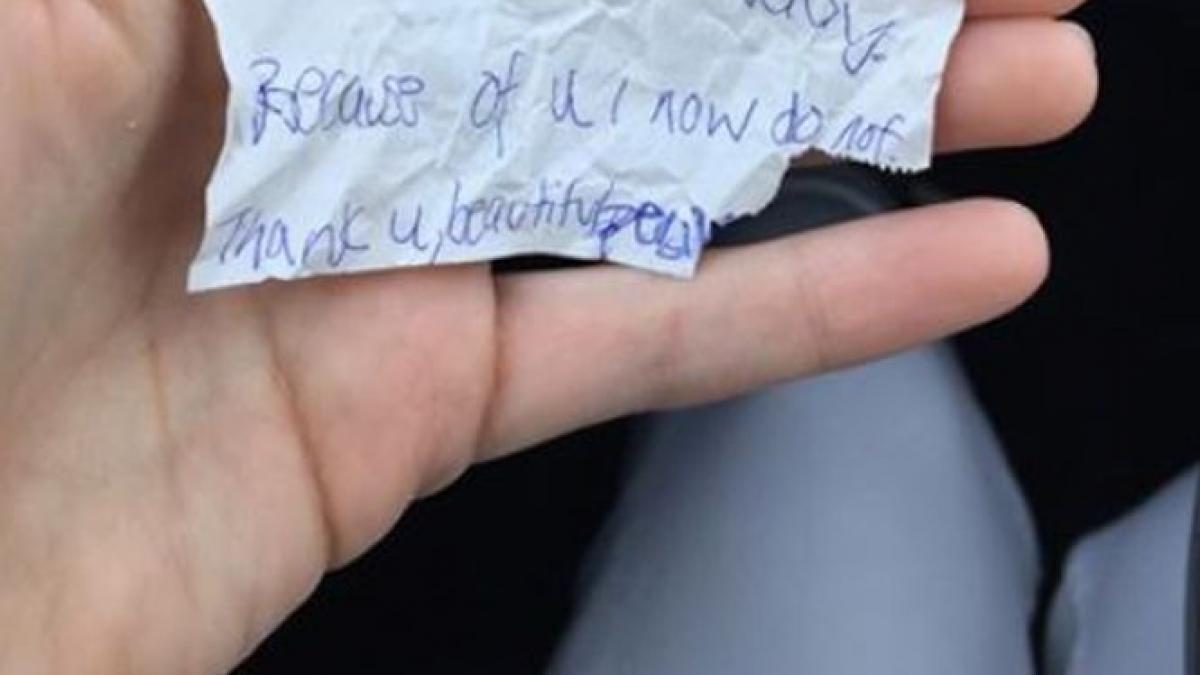 Because of u I now do not.
Thank u, beautiful